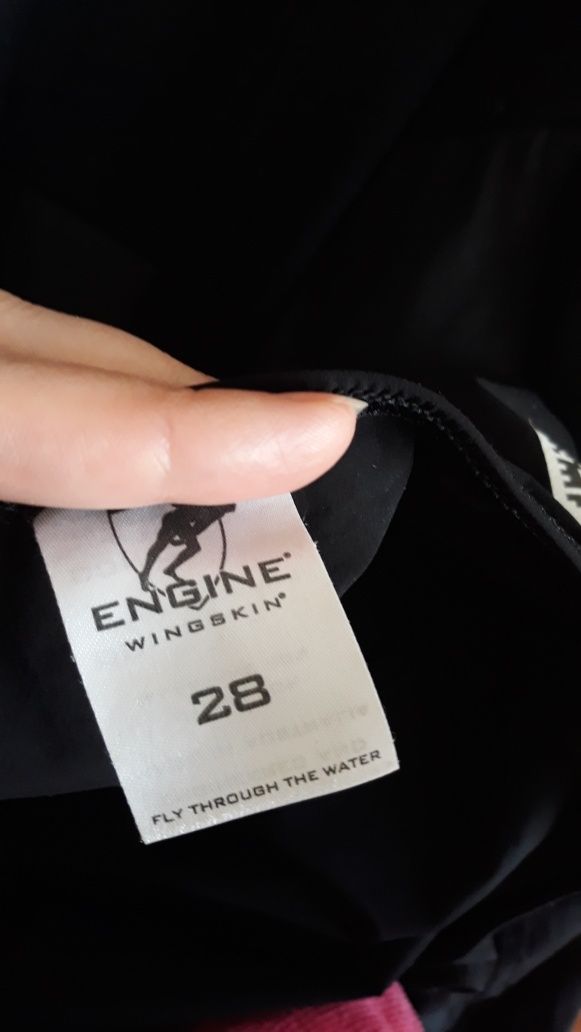 ENGINE®
WINGSKIN®
28
FLY THROUGH THE WATER